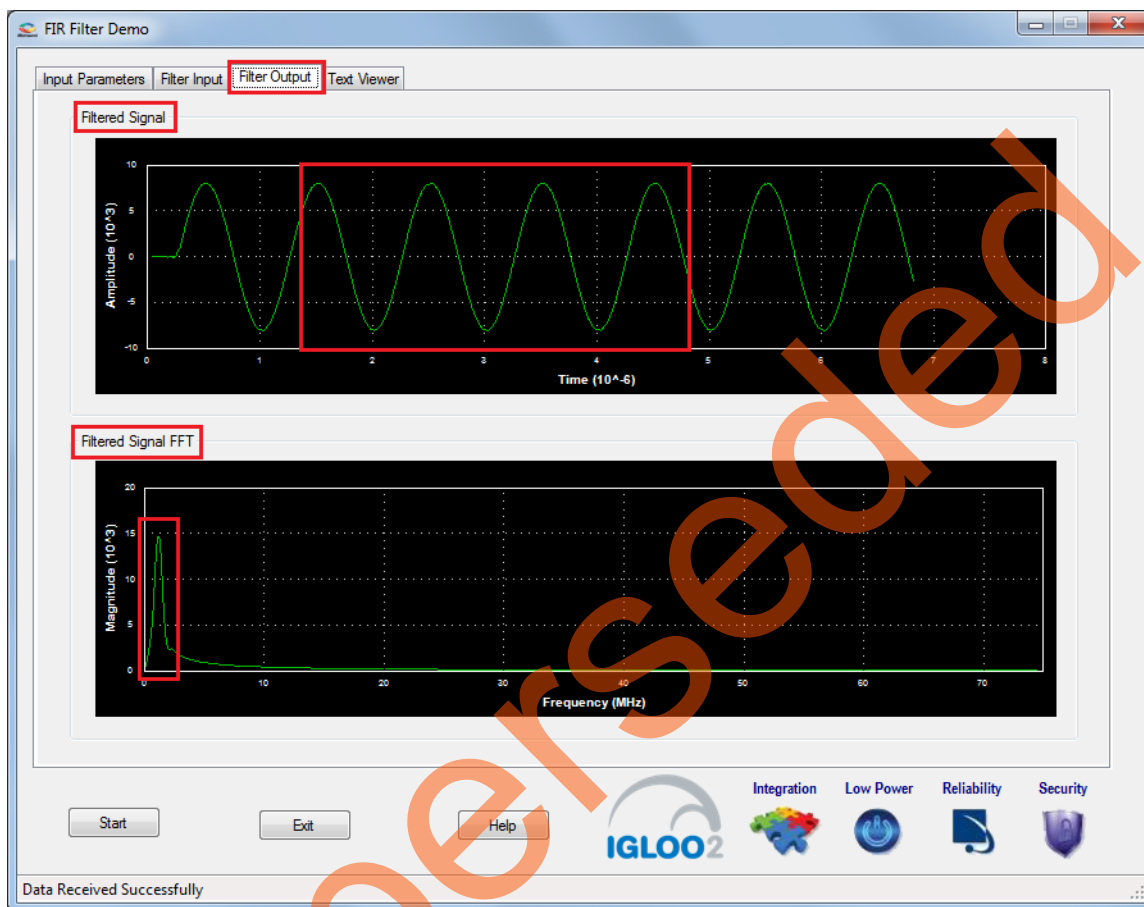 FIR Filter Demo
Input Parameters Filter Input Filter Output Text Viewer
Filtered Signal
10
5
0
-5
-10
Amplitude (10^3)
0 1 2 3 4 5 6 7 8
Time (10^-6)
Filtered Signal FFT
20
15
10
5
0
Magnitude (10^3)
0 10 20 30 40 50 60 70
Frequency (MHz)
Start Exit Help
IGLOO2
Integration Low Power Reliability Security
Data Received Successfully
perseded